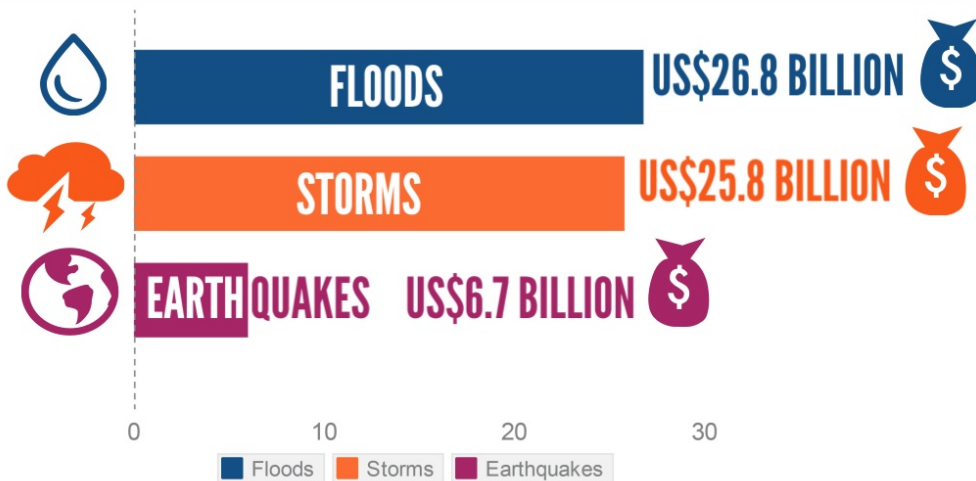 FLOODS US$26.8 BILLION $
STORMS US$25.8 BILLION $
EARTHQUAKES US$6.7 BILLION $
0 10 20 30
Floods Storms Earthquakes